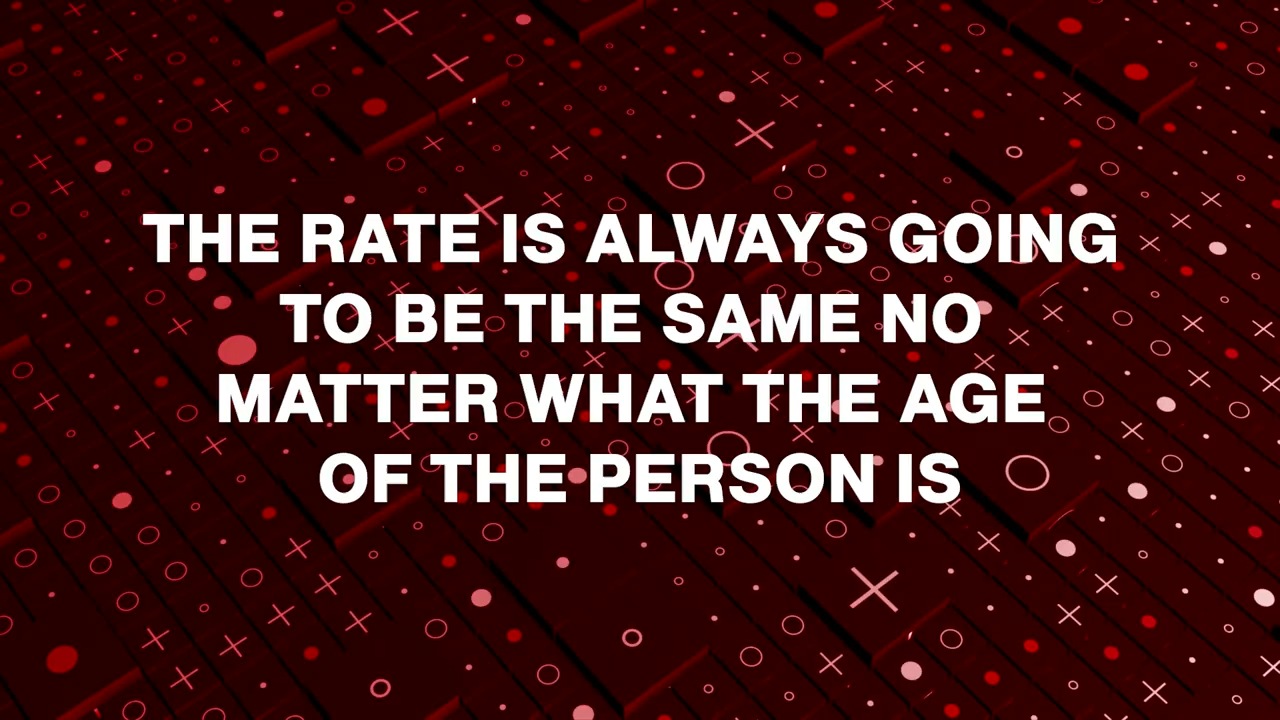 THE RATE IS ALWAYS GOING
TO BE THE SAME NO
MATTER WHAT THE AGE
OF THE PERSON IS